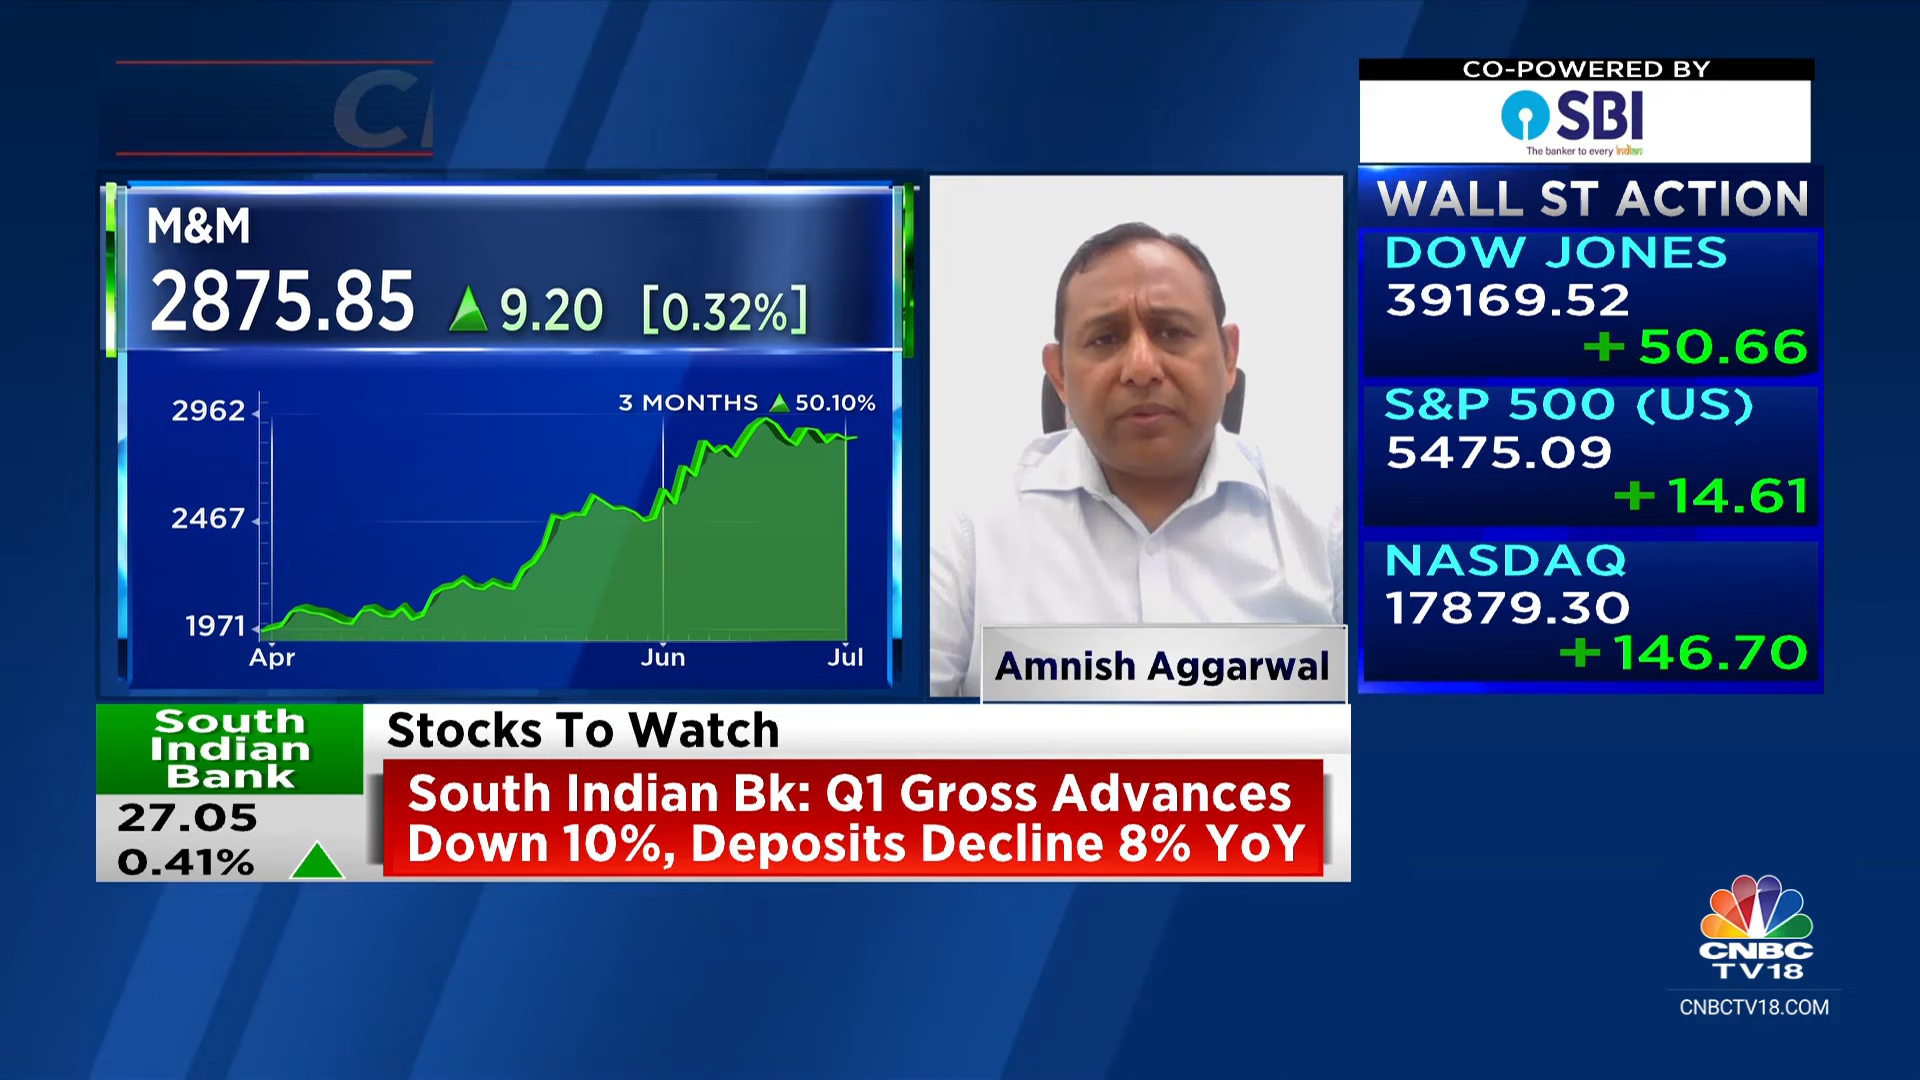 C
CO-POWERED BY
SBI
The banker to every indian
M&M
2875.85 ▲ 9.20 [0.32%]
3 MONTHS ▲ 50.10%
2962
2467
1971
Apr Jun Jul
Amnish Aggarwal
WALL ST ACTION
DOW JONES
39169.52
+ 50.66
S&P 500 (US)
5475.09
+ 14.61
NASDAQ
17879.30
+ 146.70
South
Indian
Bank
27.05
0.41% ▲
Stocks To Watch
South Indian Bk: Q1 Gross Advances
Down 10%, Deposits Decline 8% YoY
CNBC
TV18
CNBCTV18.COM